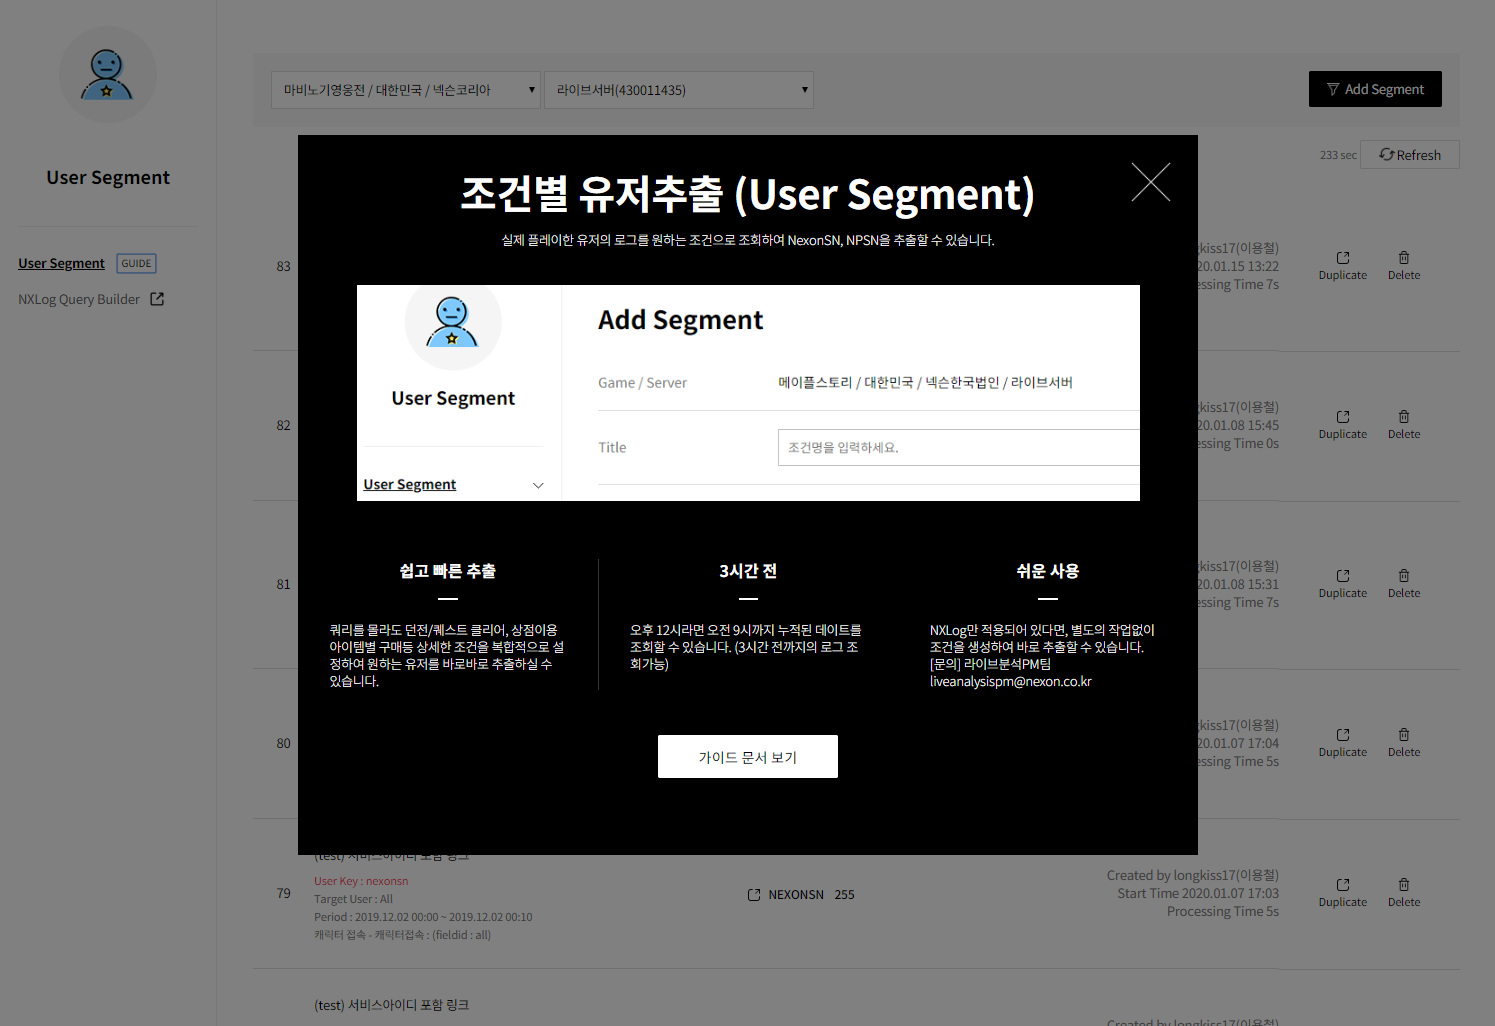 User Segment
User Segment GUIDE
NXLog Query Builder
마비노기영웅전 / 대한민국 / 넥슨코리아
라이브서버(430011435)
Add Segment
233 sec Refresh
조건별 유저추출 (User Segment)
실제 플레이한 유저의 로그를 원하는 조건으로 조회하여 NexonSN, NPSN을 추출할 수 있습니다.
User Segment
User Segment
Add Segment
Game / Server 메이플스토리 / 대한민국 / 넥슨한국법인 / 라이브서버
Title 조건명을 입력하세요.
쉽고 빠른 추출
쿼리를 몰라도 던전/퀘스트 클리어, 상점이용
아이템별 구매등 상세한 조건을 복합적으로 설
정하여 원하는 유저를 바로바로 추출하실 수
있습니다.
3시간 전
오후 12시라면 오전 9시까지 누적된 데이트를
조회할 수 있습니다. (3시간 전까지의 로그 조
회가능)
쉬운 사용
NXLog만 적용되어 있다면, 별도의 작업없이
조건을 생성하여 바로 추출할 수 있습니다.
[문의] 라이브분석PM팀
liveanalysispm@nexon.co.kr
가이드 문서 보기
83
kiss17(이용철)
20.01.15 13:22
essing Time 7s
Duplicate Delete
82
kiss17(이용철)
20.01.08 15:45
essing Time 0s
Duplicate Delete
81
kiss17(이용철)
20.01.08 15:31
essing Time 7s
Duplicate Delete
80
kiss17(이용철)
20.01.07 17:04
essing Time 5s
Duplicate Delete
79
(test) 서비스아이디 포함 링크
User Key : nexonsn
Target User : All
Period : 2019.12.02 00:00 ~ 2019.12.02 00:10
캐릭터 접속 - 캐릭터접속 : (fieldid : all)
NEXONSN 255
Created by longkiss17(이용철)
Start Time 2020.01.07 17:03
Processing Time 5s
Duplicate Delete
(test) 서비스아이디 포함 링크
Created by longkiss17(이용철)